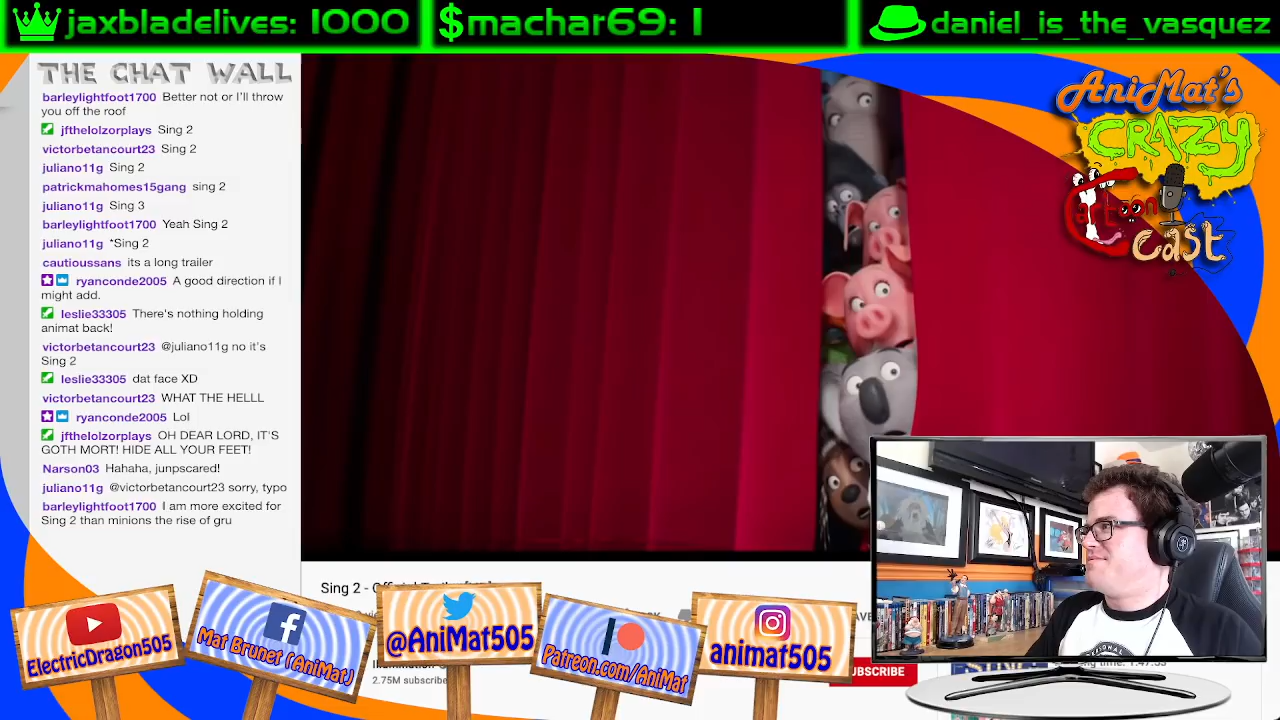 jaxbladelives: 1000
$machar69: 1
daniel_is_the_vasquez
THE CHAT WALL
barleylightfoot1700 Better not or I'll throw
you off the roof
jfthelolzorplays Sing 2
victorbetancourt23 Sing 2
juliano11g Sing 2
patrickmahomes15gang sing 2
juliano11g Sing 3
barleylightfoot1700 Yeah Sing 2
juliano11g *Sing 2
cautioussans its a long trailer
ryanconde2005 A good direction if I
might add.
leslie33305 There's nothing holding
animat back!
victorbetancourt23 @juliano11g no it's
Sing 2
leslie33305 dat face XD
victorbetancourt23 WHAT THE HELLL
ryanconde2005 Lol
jfthelolzorplays OH DEAR LORD, IT'S
GOTH MORT! HIDE ALL YOUR FEET!
Narson03 Hahaha, junpscared!
juliano11g @victorbetancourt23 sorry, typo
barleylightfoot1700 I am more excited for
Sing 2 than minions the rise of gru
AniMat's
CRAZY
Cartoon
Cast
Sing 2 -
2.75M
ElectricDragon505
Mat Brunet (AniMat)
@AniMat505
Patreon.com/AniMat
animat505